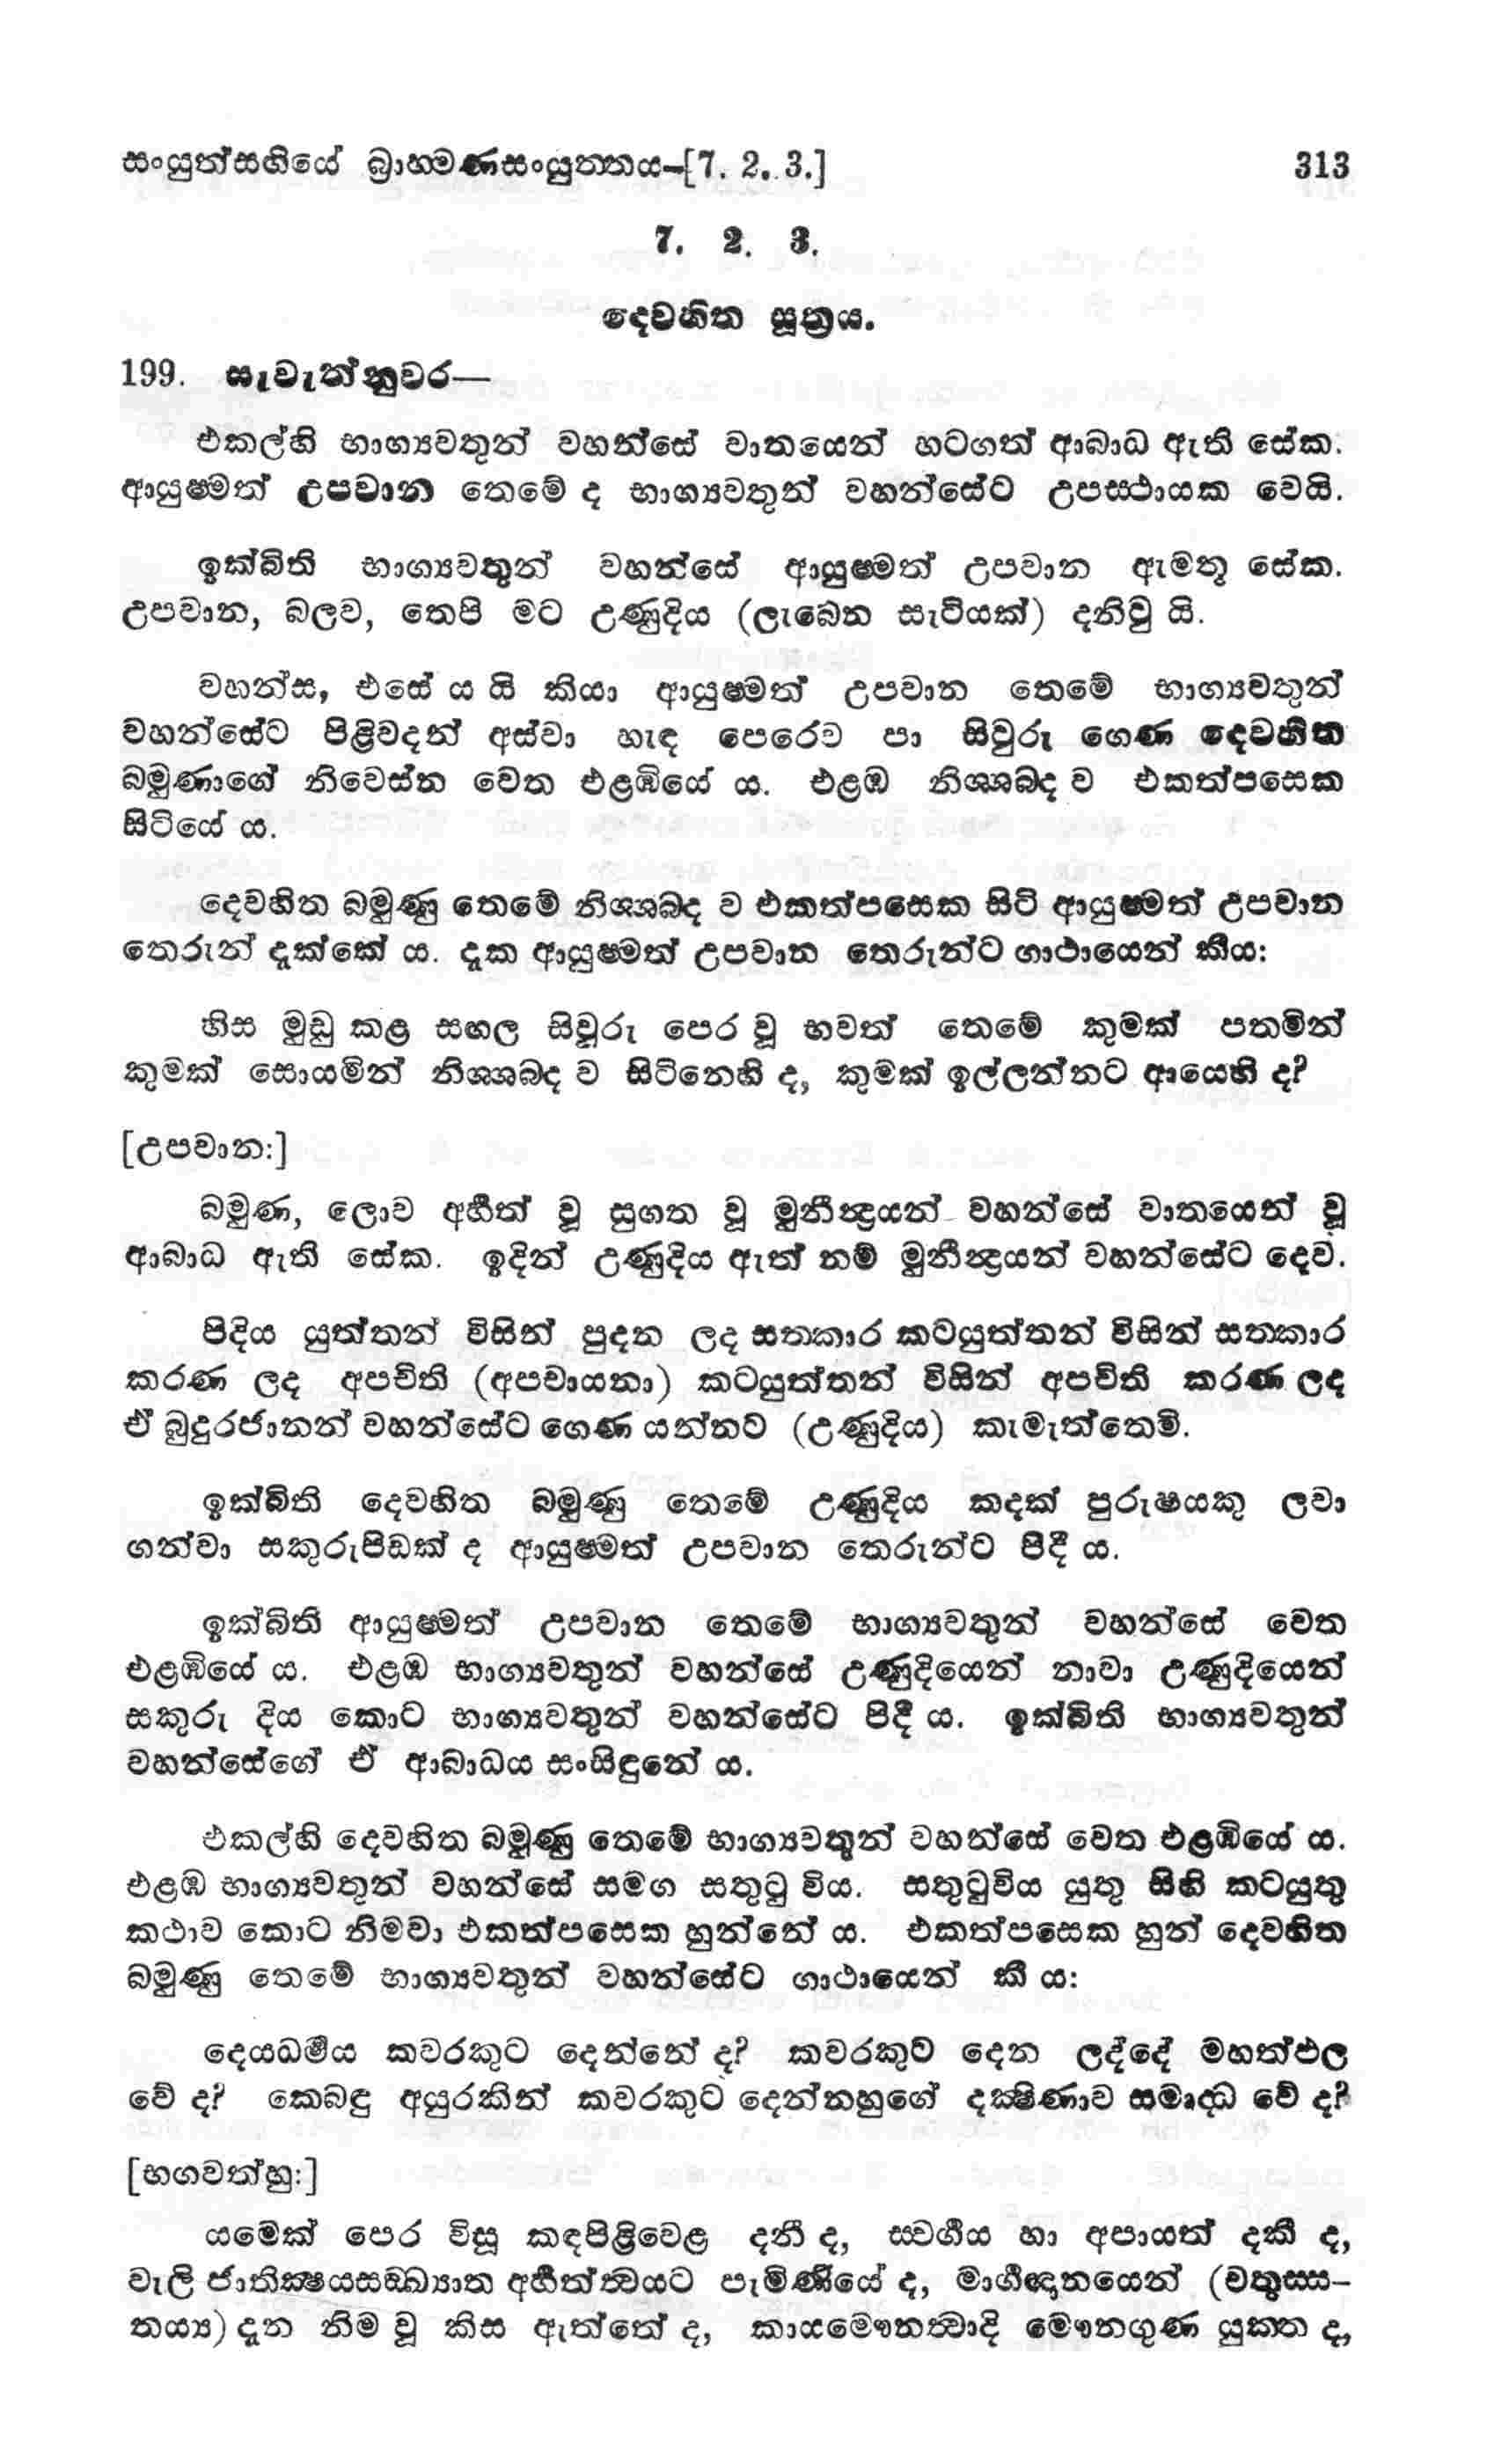 සංයුත්සඟියේ බ්‍රාහ්මණසංයුත්තය–[7. 2. 3.] 313
7. 2. 3.
දෙවහිත සූත්‍රය.
199. සැවැත්නුවර—
එකල්හි භාග්‍යවතුන් වහන්සේ වාතයෙන් හටගත් ආබාධ ඇති සේක.
ආයුෂ්මත් උපවාන තෙමේ ද භාග්‍යවතුන් වහන්සේට උපස්ථායක වෙයි.
ඉක්බිති භාග්‍යවතුන් වහන්සේ ආයුෂ්මත් උපවාන ඇමතූ සේක.
උපවාන, බලව, තෙපි මට උණුදිය (ලැබෙන සැටියක්) දනිවු යි.
වහන්ස, එසේ ය යි කියා ආයුෂ්මත් උපවාන තෙමේ භාග්‍යවතුන්
වහන්සේට පිළිවදන් අස්වා හැඳ පෙරෙව පා සිවුරු ගෙණ දෙවහිත
බමුණාගේ නිවෙස්න වෙත එළඹියේ ය. එළඹ නිශ්ශබ්ද ව එකත්පසෙක
සිටියේ ය.
දෙවහිත බමුණු තෙමේ නිශ්ශබ්ද ව එකත්පසෙක සිටි ආයුෂ්මත් උපවාන
තෙරුන් දුක්කේ ය. දැක ආයුෂ්මත් උපවාන තෙරුන්ට ගාථායෙන් කීය:
හිස මුඩු කළ සඟල සිවුරු පෙර වූ භවත් තෙමේ කුමක් පතමින්
කුමක් සොයමින් නිශ්ශබ්ද ව සිටිනෙහි ද, කුමක් ඉල්ලන්නට ආයෙහි ද?
[උපවාන:]
බමුණ, ලොව අර්හත් වූ සුගත වූ මුනීන්ද්‍රයන් වහන්සේ වාතයෙන් වූ
ආබාධ ඇති සේක. ඉදින් උණුදිය ඇත් නම් මුනීන්ද්‍රයන් වහන්සේට දෙව.
පිදිය යුත්තන් විසින් පුදන ලද සත්කාර කටයුත්තන් විසින් සත්කාර
කරණ ලද අපචිති (අපචායනා) කටයුත්තන් විසින් අපචිති කරණ ලද
ඒ බුදුරජානන් වහන්සේට ගෙණ යන්නට (උණුදිය) කැමැත්තෙමි.
ඉක්බිති දෙවහිත බමුණු තෙමේ උණුදිය කදක් පුරුෂයකු ලවා
ගන්වා සකුරුපිඩක් ද ආයුෂ්මත් උපවාන තෙරුන්ට පිදී ය.
ඉක්බිති ආයුෂ්මත් උපවාන තෙමේ භාග්‍යවතුන් වහන්සේ වෙත
එළඹියේ ය. එළඹ භාග්‍යවතුන් වහන්සේ උණුදියෙන් නාවා උණුදියෙන්
සකුරු දිය කොට භාග්‍යවතුන් වහන්සේට පිදී ය. ඉක්බිති භාග්‍යවතුන්
වහන්සේගේ ඒ ආබාධය සංසිඳුනේ ය.
එකල්හි දෙවහිත බමුණු තෙමේ භාග්‍යවතුන් වහන්සේ වෙත එළඹියේ ය.
එළඹ භාග්‍යවතුන් වහන්සේ සමග සතුටු විය. සතුටුවිය යුතු සිහි කටයුතු
කථාව කොට නිමවා එකත්පසෙක හුන්නේ ය. එකත්පසෙක හුන් දෙවහිත
බමුණු තෙමේ භාග්‍යවතුන් වහන්සේට ගාථායෙන් කී ය:
දෙයධර්මය කවරකුට දෙන්නේ ද? කවරකුට දෙන ලද්දේ මහත්ඵල
වේ ද? කෙබඳු අයුරකින් කවරකුට දෙන්නහුගේ දක්ෂිණාව සමෘද්ධ වේ ද?
[භගවත්හු:]
යමෙක් පෙර විසූ කඳපිළිවෙළ දනී ද, ස්වර්ගය හා අපායත් දකී ද,
වැලි ජාතික්ෂයසඞ්ඛ්‍යාත අර්හත්ත්වයට පැමිණියේ ද, මාර්ගඥානයෙන් (චතුස්ස-
ත්‍යය) දැන නිම වූ කිස ඇත්තේ ද, කායමෞනත්වාදි මෞනගුණ යුක්ත ද,